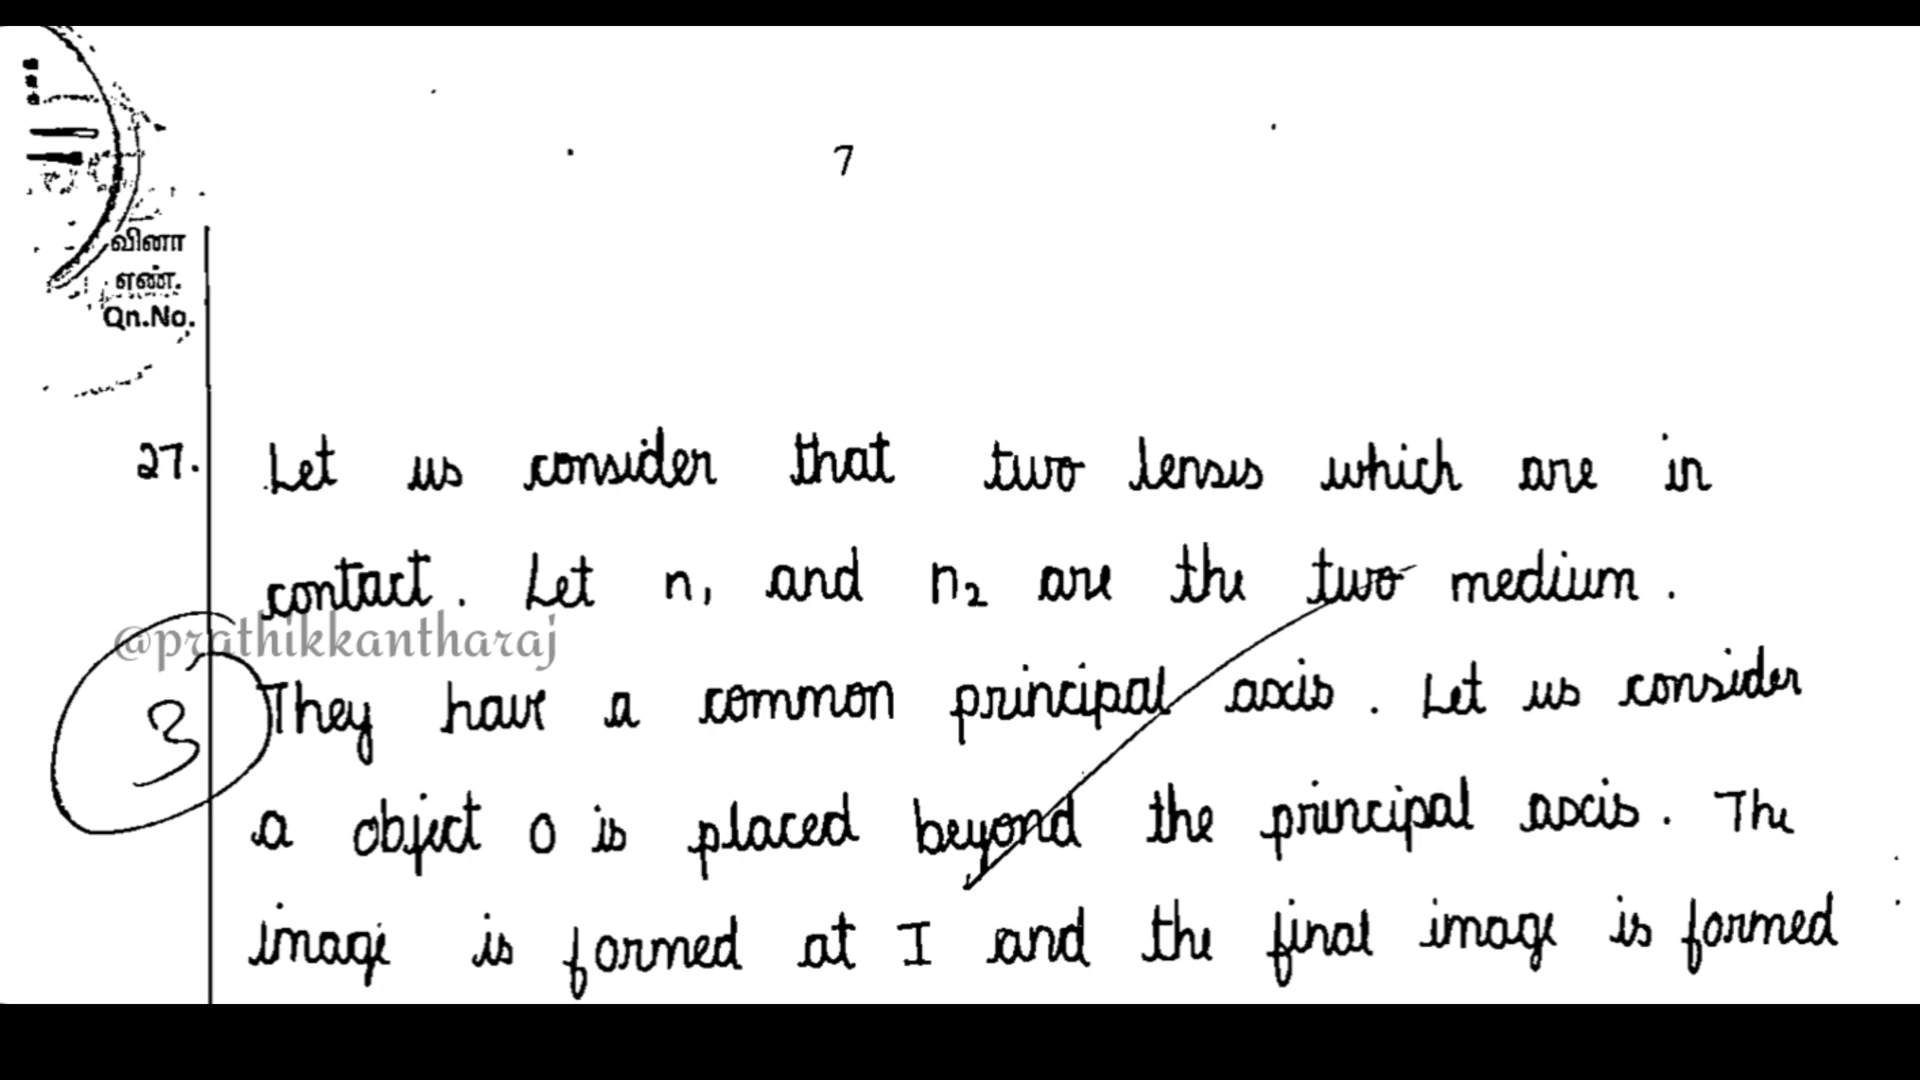 7
வினா
எண்.
Qn.No.
27. Let us consider that two lensis which are in
contact. Let n₁ and n₂ are the two medium.
@prathikkantharaj
3 They have a common principal axis. Let us consider
a object O is placed beyond the principal axis. The
image is formed at I and the final image is formed